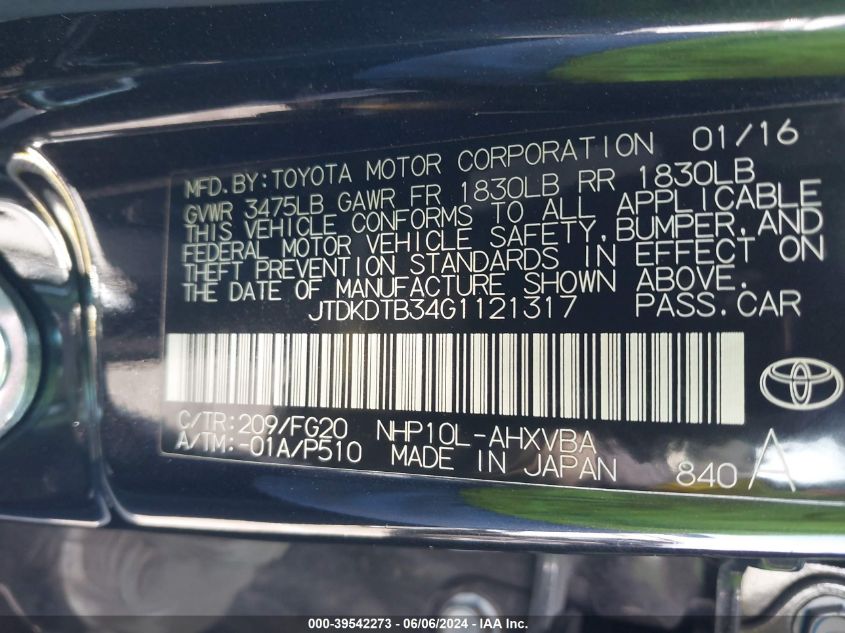 MFD.BY:TOYOTA MOTOR CORPORATION 01/16
GVWR 3475LB GAWR FR 1830LB RR 1830LB
THIS VEHICLE CONFORMS TO ALL APPLICABLE
FEDERAL MOTOR VEHICLE SAFETY,BUMPER,AND
THEFT PREVENTION STANDARDS IN EFFECT ON
THE DATE OF MANUFACTURE SHOWN ABOVE.
JTDKDTB34G1121317 PASS.CAR
C/TR:209/FG20 NHP10L-AHXVBA
A/TM:-01A/P510 MADE IN JAPAN 840 A
000-39542273 - 06/06/2024 - IAA Inc.